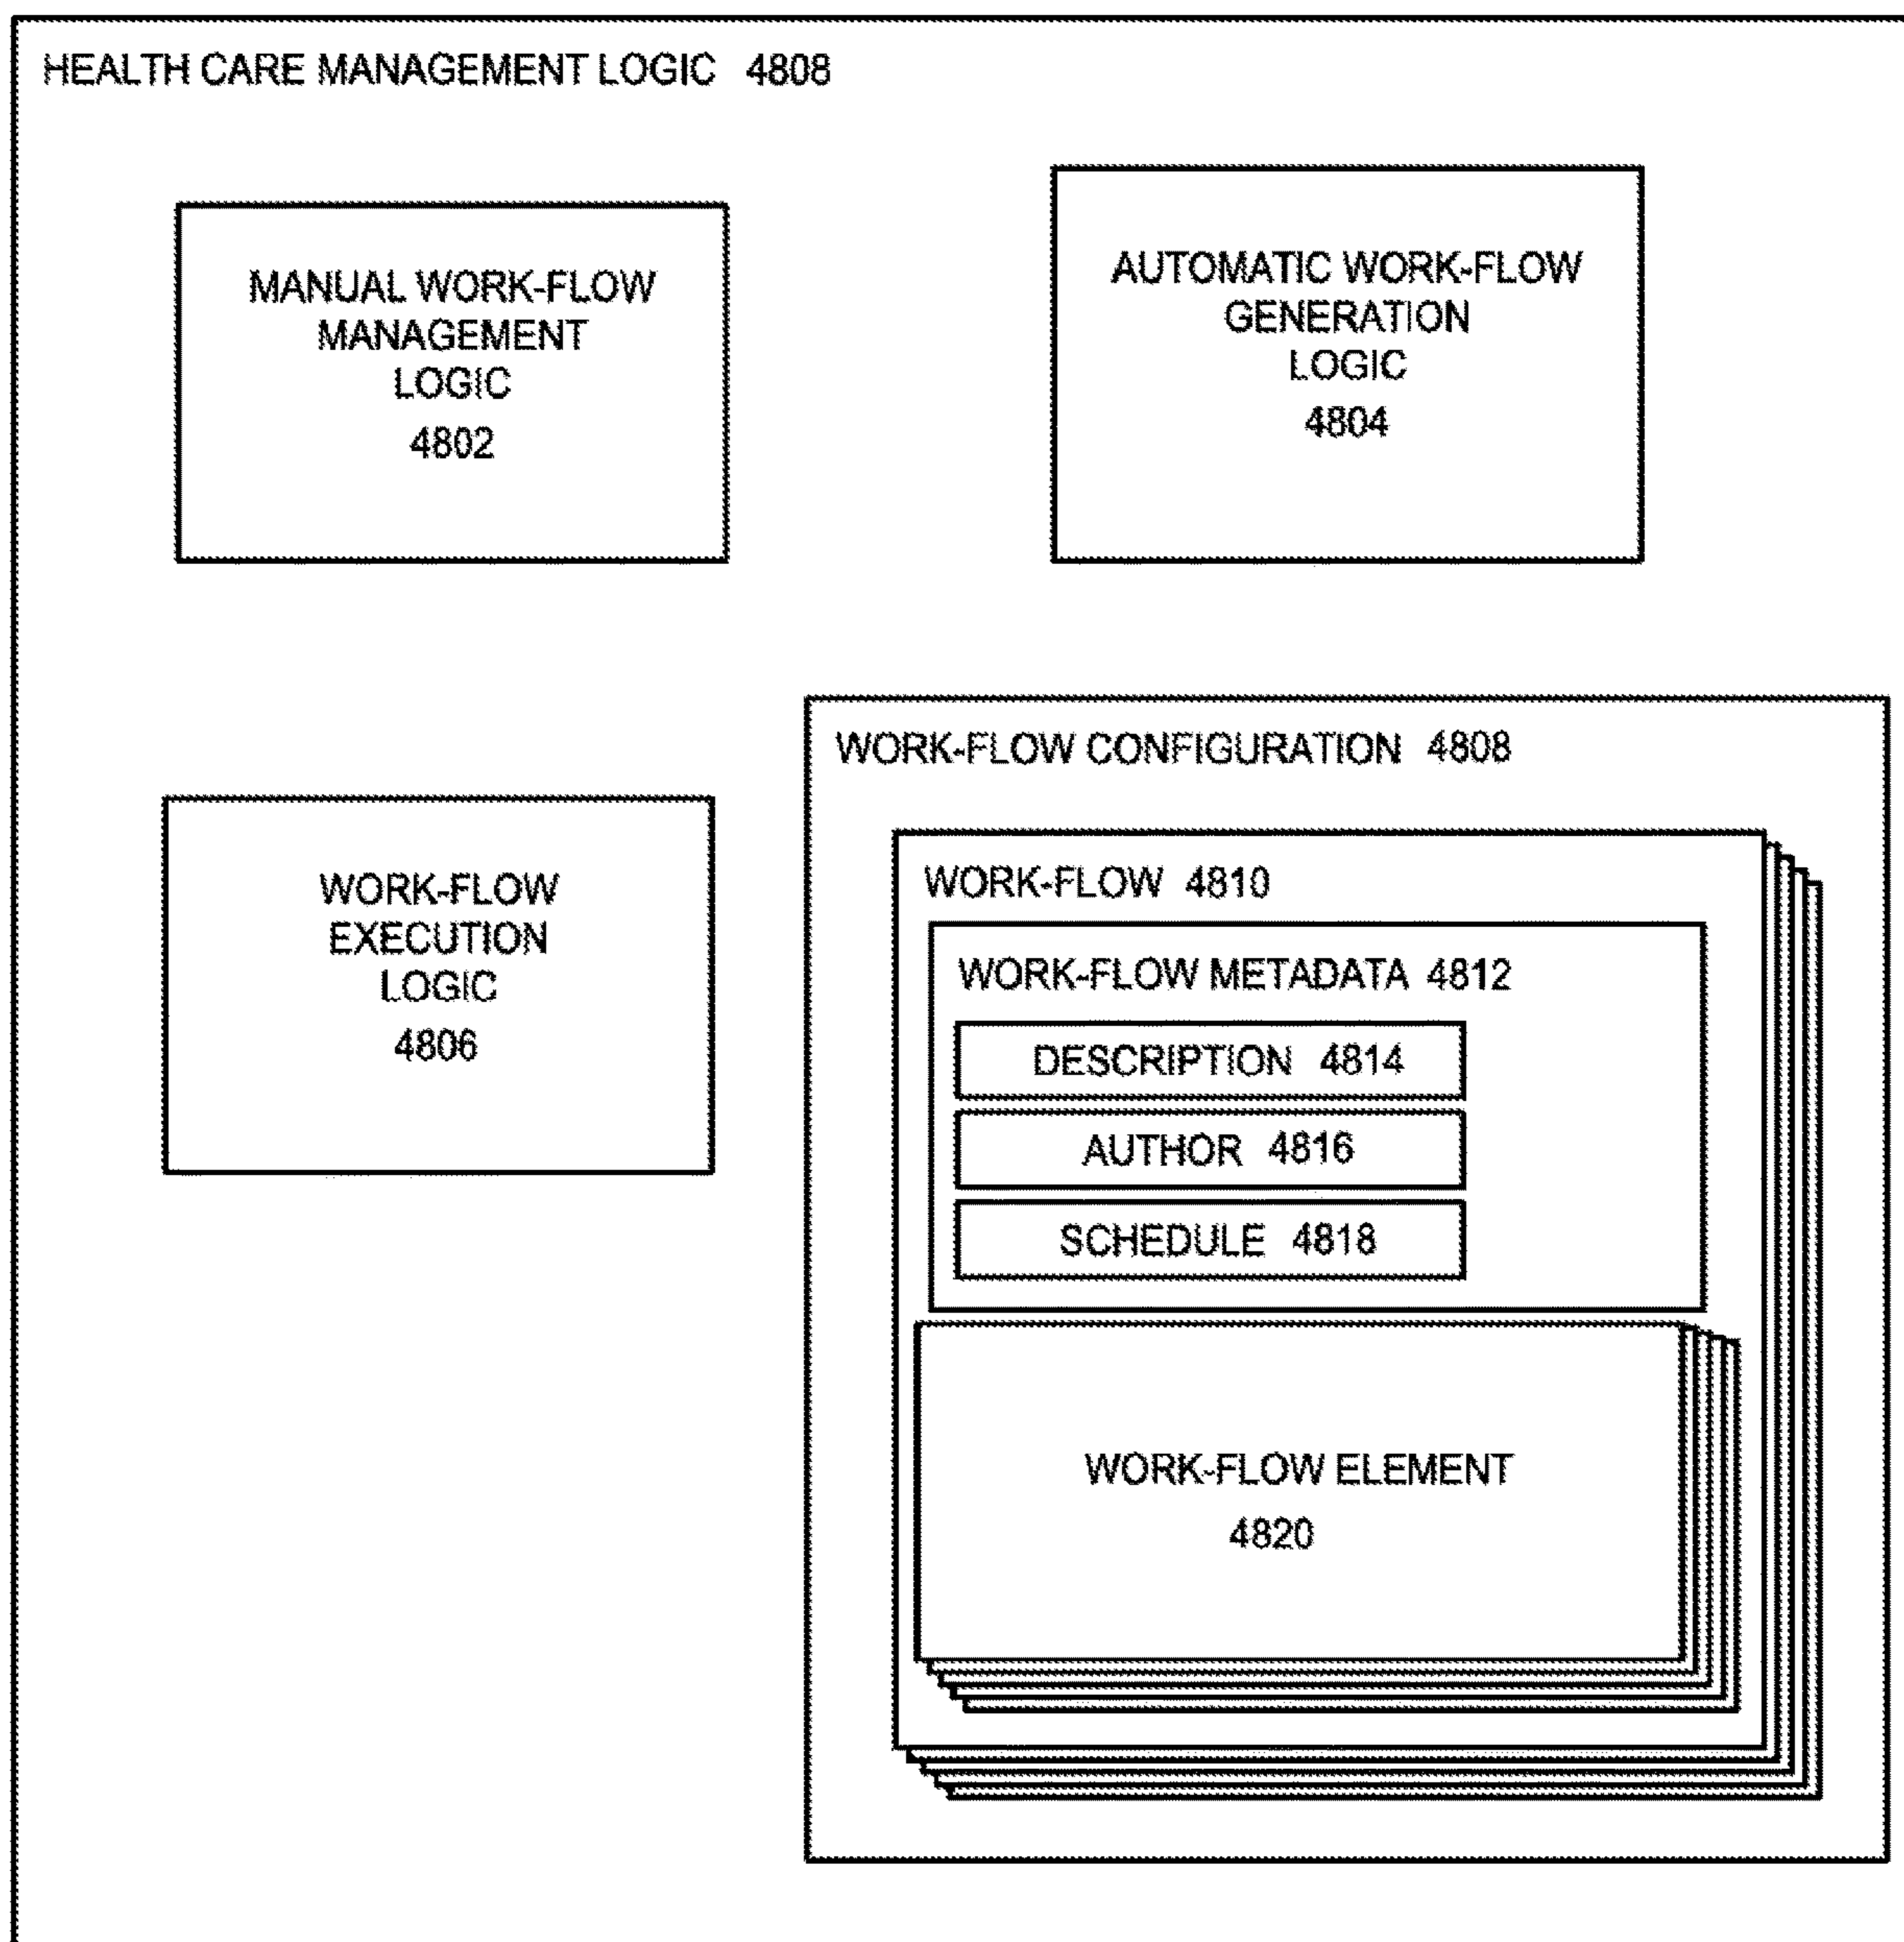 HEALTH CARE MANAGEMENT LOGIC 4808
MANUAL WORK-FLOW
MANAGEMENT
LOGIC
4802
AUTOMATIC WORK-FLOW
GENERATION
LOGIC
4804
WORK-FLOW
EXECUTION
LOGIC
4806
WORK-FLOW CONFIGURATION 4808
WORK-FLOW 4810
WORK-FLOW METADATA 4812
DESCRIPTION 4814
AUTHOR 4816
SCHEDULE 4818
WORK-FLOW ELEMENT
4820